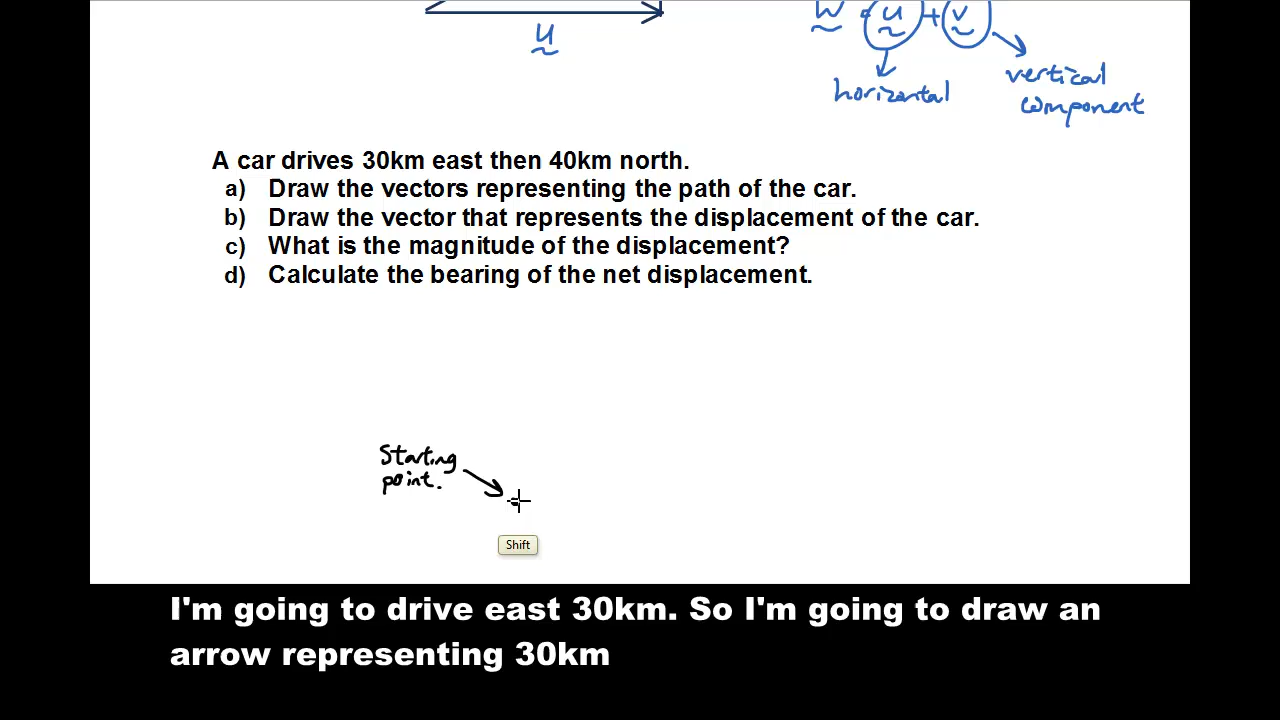 u
w = u + v
horizontal
vertical
component
A car drives 30km east then 40km north.
a) Draw the vectors representing the path of the car.
b) Draw the vector that represents the displacement of the car.
c) What is the magnitude of the displacement?
d) Calculate the bearing of the net displacement.
Starting
point.
Shift
I'm going to drive east 30km. So I'm going to draw an
arrow representing 30km